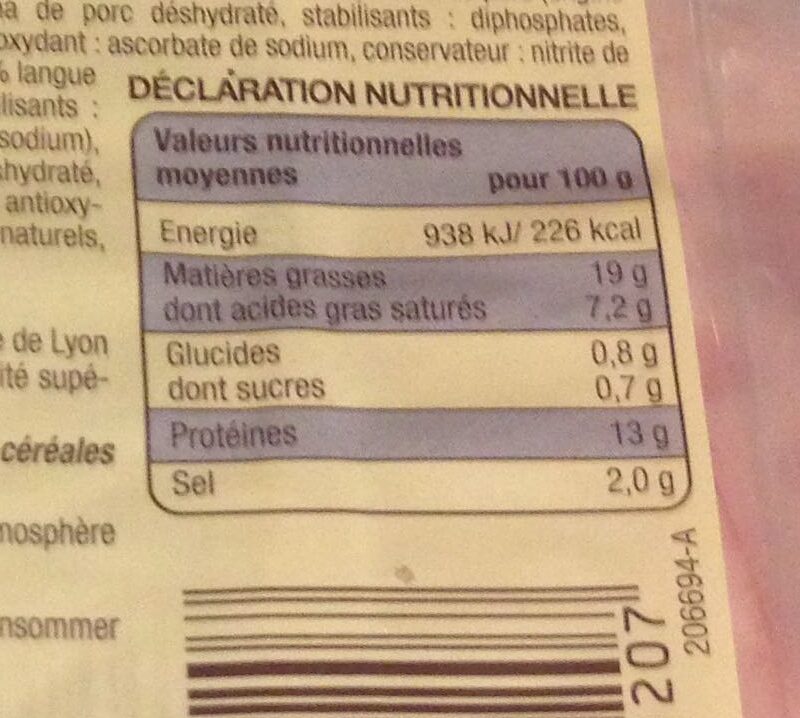 de porc déshydraté, stabilisants : diphosphates,
oxydant : ascorbate de sodium, conservateur : nitrite de
% langue
lisants :
sodium),
shydraté,
antioxy-
naturels,
DÉCLARATION NUTRITIONNELLE
Valeurs nutritionnelles
moyennes pour 100 g
Energie 938 kJ/ 226 kcal
Matières grasses 19 g
dont acides gras saturés 7,2 g
Glucides 0,8 g
dont sucres 0,7 g
Protéines 13 g
Sel 2,0 g
e de Lyon
ité supé-
céréales
mosphère
nsommer
207
206694-A